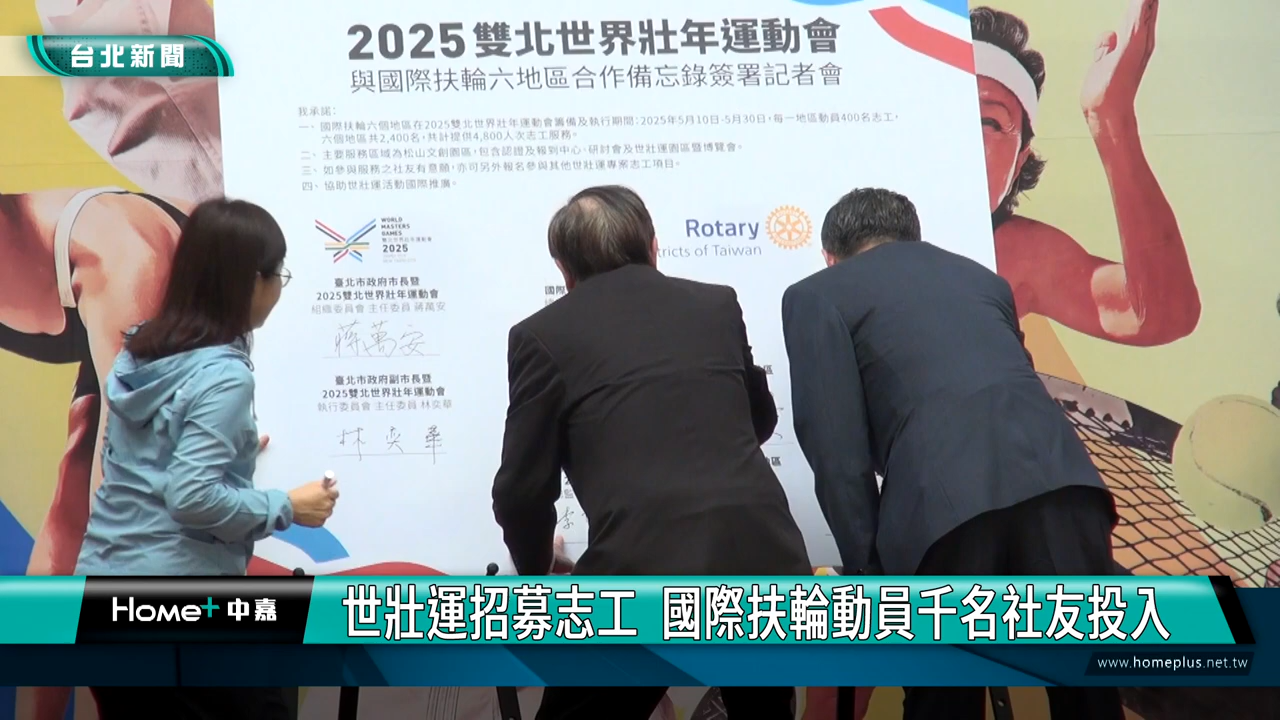 台北新聞
2025雙北世界壯年運動會
與國際扶輪六地區合作備忘錄簽署記者會
我承諾：
一、國際扶輪六個地區在2025雙北世界壯年運動會籌備及執行期間：2025年5月10日-5月30日，每一地區動員400名志工，
六個地區共2,400名，共計提供4,800人次志工服務。
二、主要服務區域為松山文創園區，包含認證及報到中心、研討會及世壯運園區暨博覽會。
三、如參與服務之社友有意願，亦可另外報名參與其他世壯運專案志工項目。
四、協助世壯運活動國際推廣。
WORLD
MASTERS
GAMES
雙北世界壯年運動會
2025
Rotary
tricts of Taiwan
臺北市政府市長暨
2025雙北世界壯年運動會
組織委員會 主任委員 蔣萬安
蔣萬安
臺北市政府副市長暨
2025雙北世界壯年運動會
執行委員會 主任委員 林奕華
林奕華
國際
區
區
李
Home+中嘉
世壯運招募志工 國際扶輪動員千名社友投入
www.homeplus.net.tw